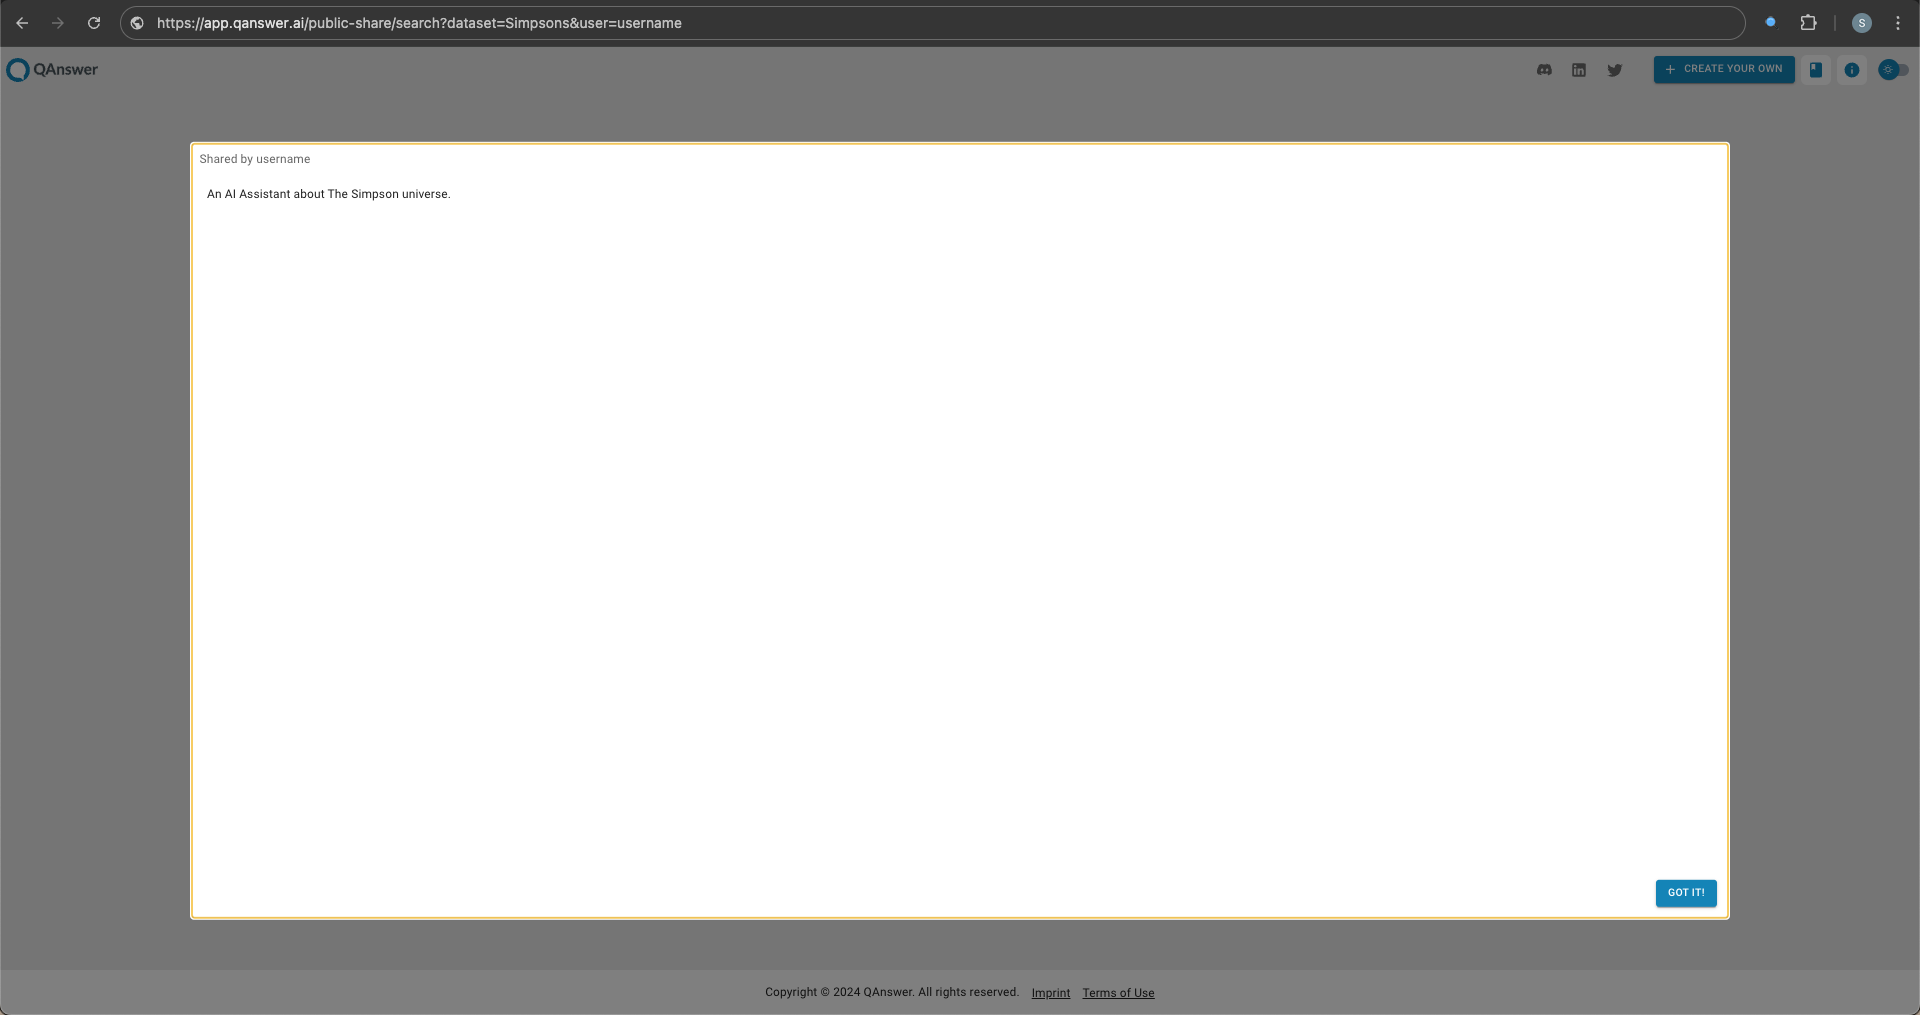 https://app.qanswer.ai/public-share/search?dataset=Simpsons&user=username
S
QAnswer
CREATE YOUR OWN
Shared by username
An AI Assistant about The Simpson universe.
GOT IT!
Copyright © 2024 QAnswer. All rights reserved. Imprint Terms of Use